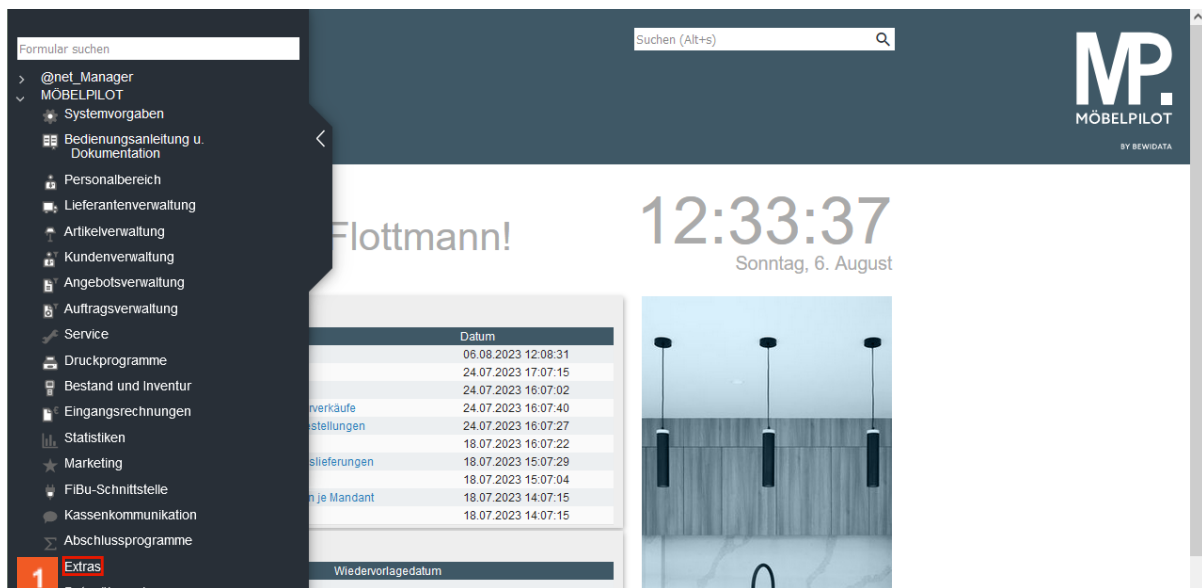 Formular suchen
@net_Manager
MÖBELPILOT
Systemvorgaben
Bedienungsanleitung u.
Dokumentation
Personalbereich
Lieferantenverwaltung
Artikelverwaltung
Kundenverwaltung
Angebotsverwaltung
Auftragsverwaltung
Service
Druckprogramme
Bestand und Inventur
Eingangsrechnungen
Statistiken
Marketing
FiBu-Schnittstelle
Kassenkommunikation
Abschlussprogramme
1 Extras
Suchen (Alt+s)
MP.
MÖBELPILOT
BY BEWIDATA
Flottmann!
12:33:37
Sonntag, 6. August
Datum
06.08.2023 12:08:31
24.07.2023 17:07:15
24.07.2023 16:07:02
rverkäufe 24.07.2023 16:07:40
estellungen 24.07.2023 16:07:27
18.07.2023 16:07:22
slieferungen 18.07.2023 15:07:29
18.07.2023 15:07:04
n je Mandant 18.07.2023 14:07:15
18.07.2023 14:07:15
Wiedervorlagedatum